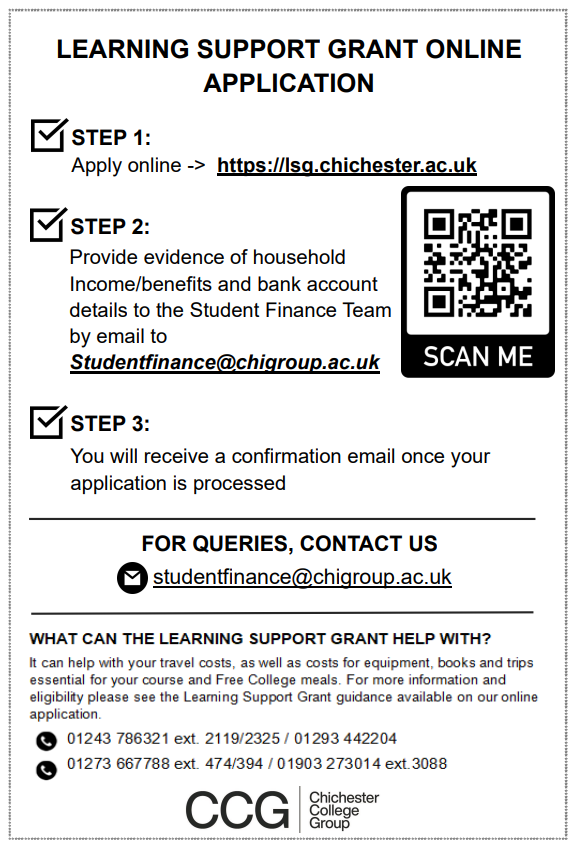 LEARNING SUPPORT GRANT ONLINE
APPLICATION
STEP 1:
Apply online -> https://lsg.chichester.ac.uk
STEP 2:
Provide evidence of household
Income/benefits and bank account
details to the Student Finance Team
by email to
Studentfinance@chigroup.ac.uk
SCAN ME
STEP 3:
You will receive a confirmation email once your
application is processed
FOR QUERIES, CONTACT US
studentfinance@chigroup.ac.uk
WHAT CAN THE LEARNING SUPPORT GRANT HELP WITH?
It can help with your travel costs, as well as costs for equipment, books and trips
essential for your course and Free College meals. For more information and
eligibility please see the Learning Support Grant guidance available on our online
application.
01243 786321 ext. 2119/2325 / 01293 442204
01273 667788 ext. 474/394 / 01903 273014 ext.3088
CCG
Chichester
College
Group